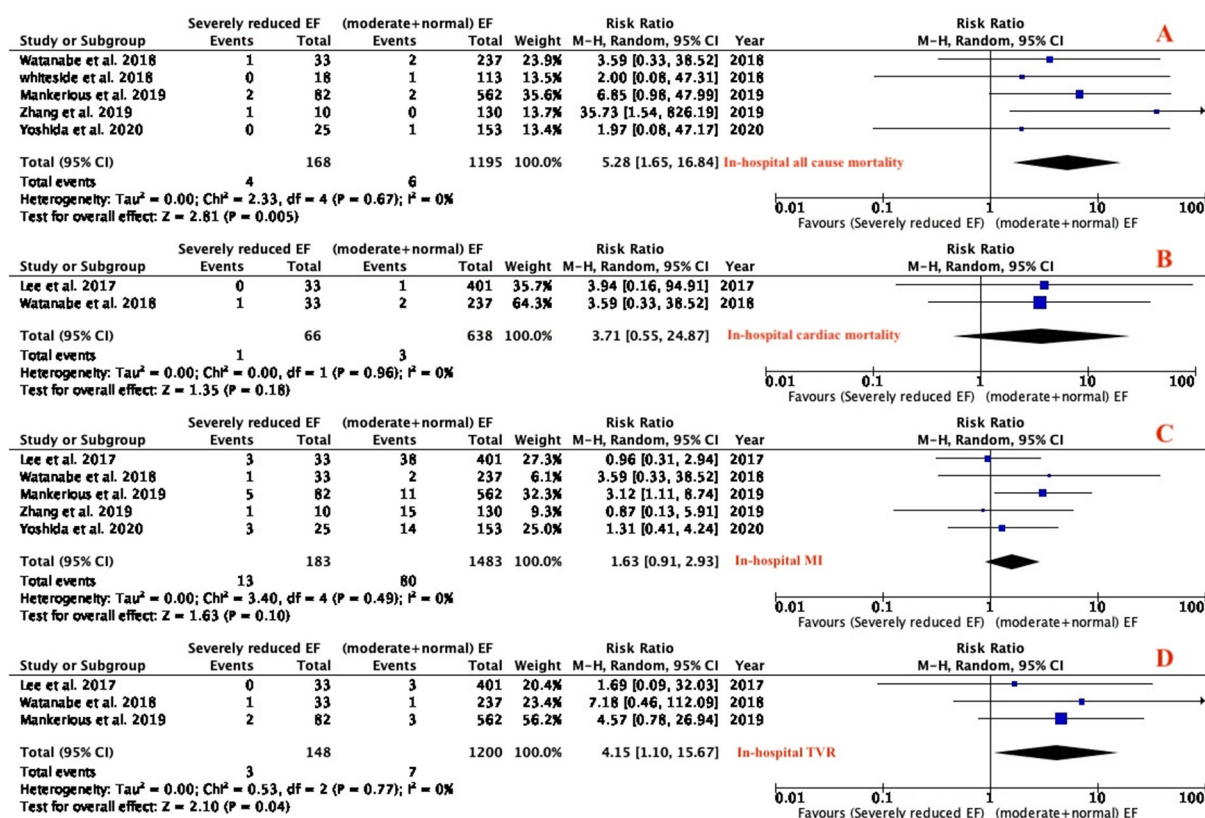 Severely reduced EF (moderate+normal) EF Risk Ratio Risk Ratio A
Study or Subgroup Events Total Events Total Weight M-H, Random, 95% CI Year M-H, Random, 95% CI
Watanabe et al. 2018 1 33 2 237 23.9% 3.59 [0.33, 38.52] 2018
whiteside et al. 2018 0 18 1 113 13.5% 2.00 [0.08, 47.31] 2018
Mankerious et al. 2019 2 82 2 562 35.6% 6.85 [0.98, 47.99] 2019
Zhang et al. 2019 1 10 0 130 13.7% 35.73 [1.54, 826.19] 2019
Yoshida et al. 2020 0 25 1 153 13.4% 1.97 [0.08, 47.17] 2020
Total (95% CI) 168 1195 100.0% 5.28 [1.65, 16.84] In-hospital all cause mortality
Total events 4 6
Heterogeneity: Tau² = 0.00; Chi² = 2.33, df = 4 (P = 0.67); I² = 0%
Test for overall effect: Z = 2.81 (P = 0.005)
0.01 0.1 1 10 100
Favours (Severely reduced EF) (moderate+normal) EF
Severely reduced EF (moderate+normal) EF Risk Ratio Risk Ratio B
Study or Subgroup Events Total Events Total Weight M-H, Random, 95% CI Year M-H, Random, 95% CI
Lee et al. 2017 0 33 1 401 35.7% 3.94 [0.16, 94.91] 2017
Watanabe et al. 2018 1 33 2 237 64.3% 3.59 [0.33, 38.52] 2018
Total (95% CI) 66 638 100.0% 3.71 [0.55, 24.87] In-hospital cardiac mortality
Total events 1 3
Heterogeneity: Tau² = 0.00; Chi² = 0.00, df = 1 (P = 0.96); I² = 0%
Test for overall effect: Z = 1.35 (P = 0.18)
0.01 0.1 1 10 100
Favours (Severely reduced EF) (moderate+normal) EF
Severely reduced EF (moderate+normal) EF Risk Ratio Risk Ratio C
Study or Subgroup Events Total Events Total Weight M-H, Random, 95% CI Year M-H, Random, 95% CI
Lee et al. 2017 3 33 38 401 27.3% 0.96 [0.31, 2.94] 2017
Watanabe et al. 2018 1 33 2 237 6.1% 3.59 [0.33, 38.52] 2018
Mankerious et al. 2019 5 82 11 562 32.3% 3.12 [1.11, 8.74] 2019
Zhang et al. 2019 1 10 15 130 9.3% 0.87 [0.13, 5.91] 2019
Yoshida et al. 2020 3 25 14 153 25.0% 1.31 [0.41, 4.24] 2020
Total (95% CI) 183 1483 100.0% 1.63 [0.91, 2.93] In-hospital MI
Total events 13 80
Heterogeneity: Tau² = 0.00; Chi² = 3.40, df = 4 (P = 0.49); I² = 0%
Test for overall effect: Z = 1.63 (P = 0.10)
0.01 0.1 1 10 100
Favours (Severely reduced EF) (moderate+normal) EF
Severely reduced EF (moderate+normal) EF Risk Ratio Risk Ratio D
Study or Subgroup Events Total Events Total Weight M-H, Random, 95% CI Year M-H, Random, 95% CI
Lee et al. 2017 0 33 3 401 20.4% 1.69 [0.09, 32.03] 2017
Watanabe et al. 2018 1 33 1 237 23.4% 7.18 [0.46, 112.09] 2018
Mankerious et al. 2019 2 82 3 562 56.2% 4.57 [0.78, 26.94] 2019
Total (95% CI) 148 1200 100.0% 4.15 [1.10, 15.67] In-hospital TVR
Total events 3 7
Heterogeneity: Tau² = 0.00; Chi² = 0.53, df = 2 (P = 0.77); I² = 0%
Test for overall effect: Z = 2.10 (P = 0.04)
0.01 0.1 1 10 100
Favours (Severely reduced EF) (moderate+normal) EF